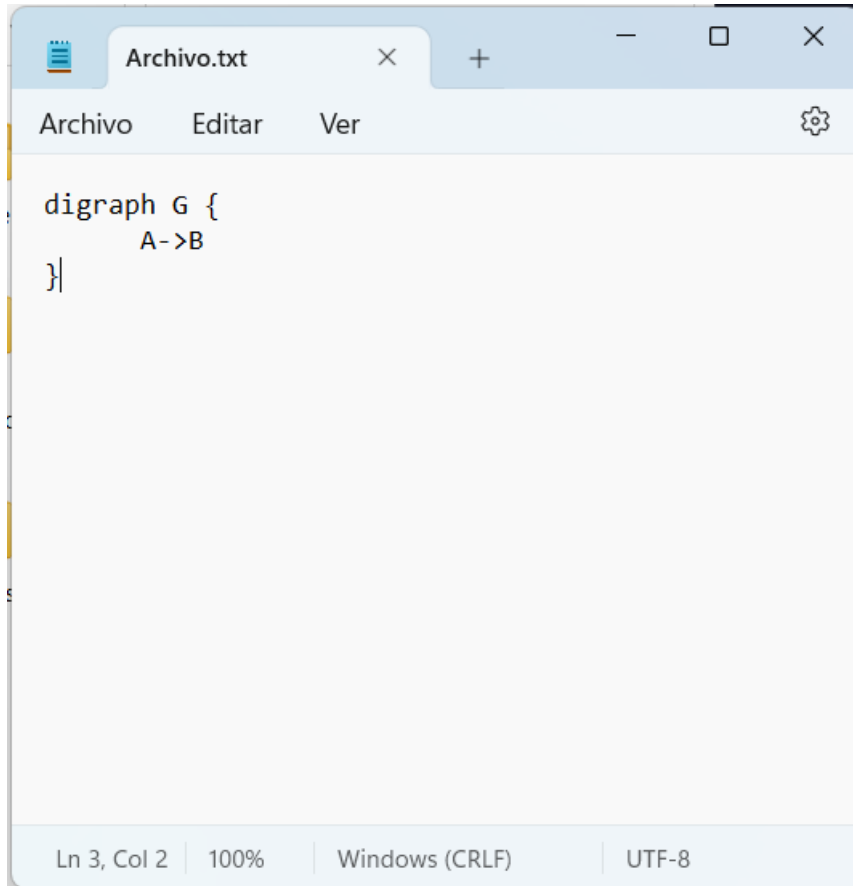 Archivo.txt
Archivo Editar Ver
digraph G {
      A->B
}
Ln 3, Col 2 100% Windows (CRLF) UTF-8